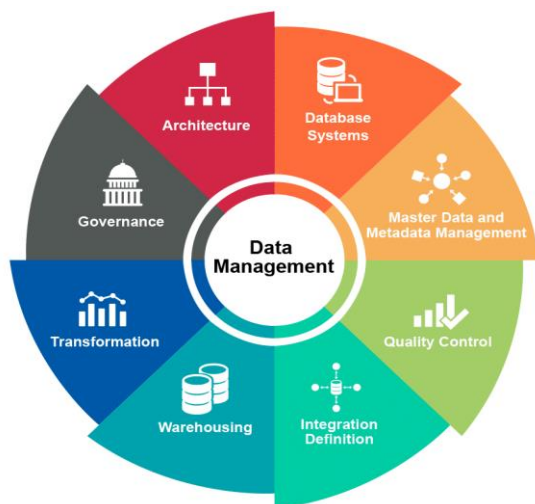 Architecture
Database
Systems
Governance
Master Data and
Metadata Management
Data
Management
Transformation
Quality Control
Warehousing
Integration
Definition